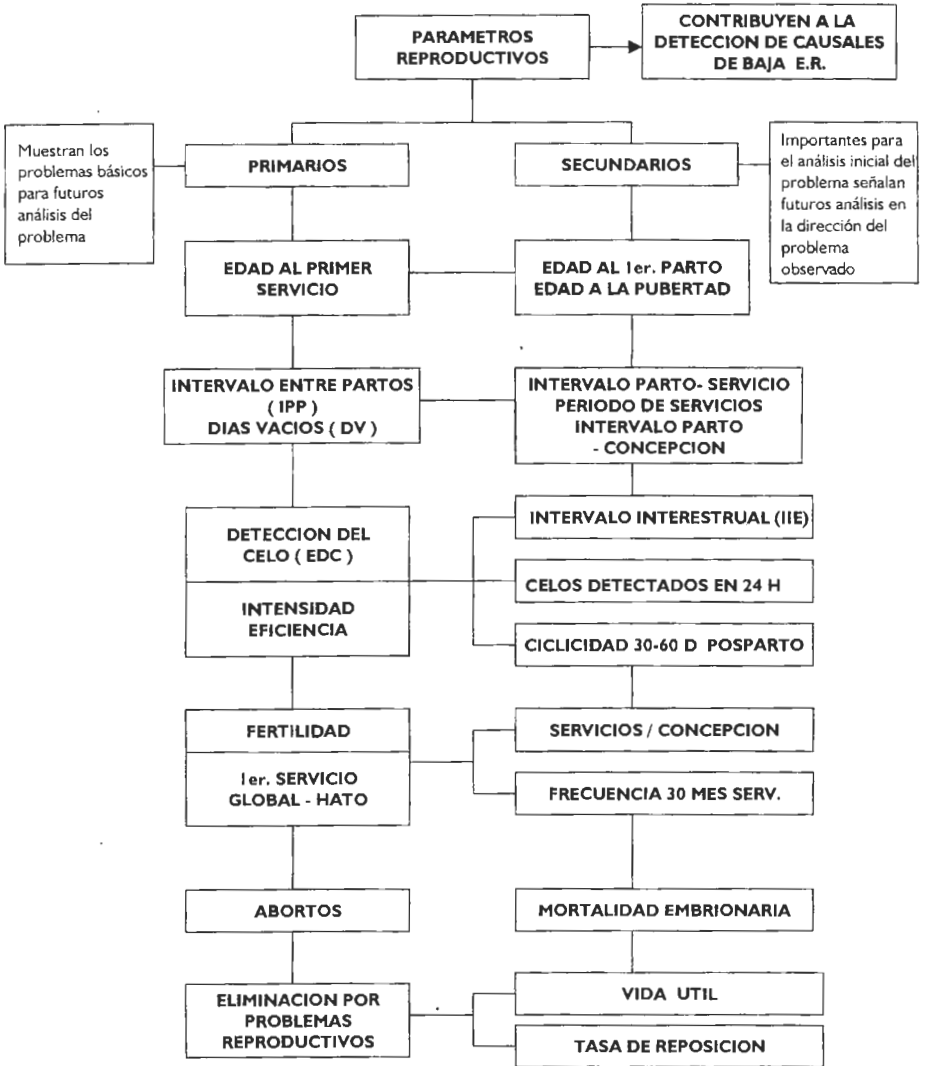 PARAMETROS
REPRODUCTIVOS
CONTRIBUYEN A LA
DETECCION DE CAUSALES
DE BAJA E.R.
Muestran los
problemas básicos
para futuros
análisis del
problema
PRIMARIOS
SECUNDARIOS
Importantes para
el análisis inicial del
problema señalan
futuros análisis en
la dirección del
problema
observado
EDAD AL PRIMER
SERVICIO
EDAD AL 1er. PARTO
EDAD A LA PUBERTAD
INTERVALO ENTRE PARTOS
( IPP )
DIAS VACIOS ( DV )
INTERVALO PARTO- SERVICIO
PERIODO DE SERVICIOS
INTERVALO PARTO
- CONCEPCION
DETECCION DEL
CELO ( EDC )
INTENSIDAD
EFICIENCIA
INTERVALO INTERESTRUAL (IIE)
CELOS DETECTADOS EN 24 H
CICLICIDAD 30-60 D POSPARTO
FERTILIDAD
1er. SERVICIO
GLOBAL - HATO
SERVICIOS / CONCEPCION
FRECUENCIA 30 MES SERV.
ABORTOS
MORTALIDAD EMBRIONARIA
ELIMINACION POR
PROBLEMAS
REPRODUCTIVOS
VIDA UTIL
TASA DE REPOSICION